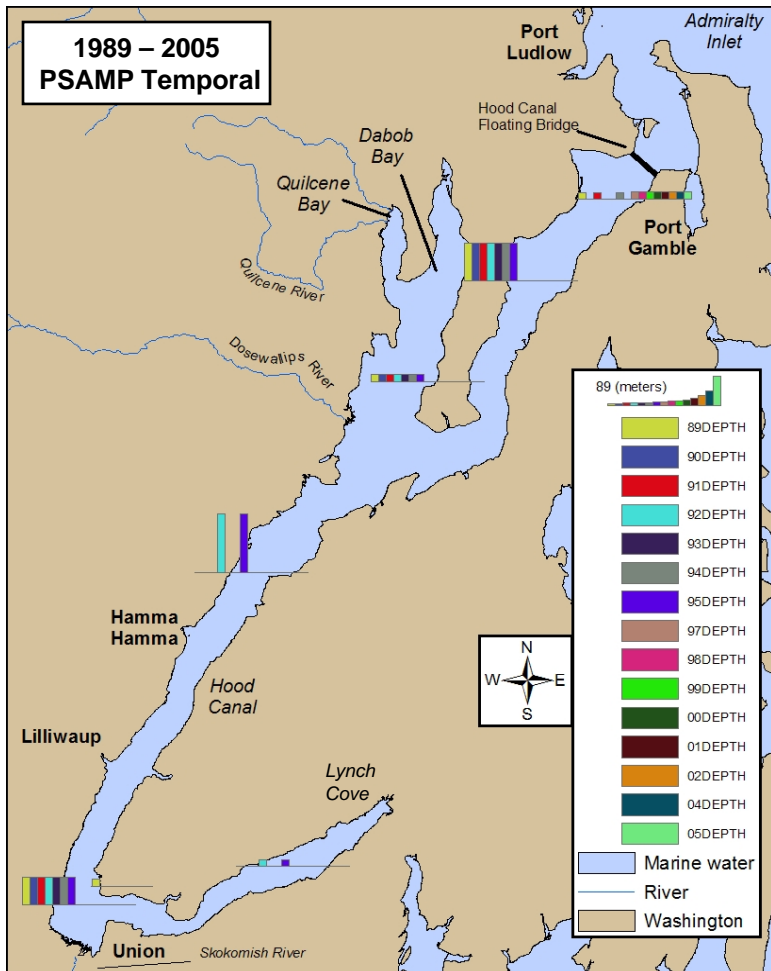 1989 – 2005
PSAMP Temporal
Port
Ludlow
Admiralty
Inlet
Hood Canal
Floating Bridge
Dabob
Bay
Quilcene
Bay
Port
Gamble
Quilcene River
Dosewallips River
Hamma
Hamma
Hood
Canal
Lilliwaup
Lynch
Cove
Union
Skokomish River
N
W
E
S
89 (meters)
89DEPTH
90DEPTH
91DEPTH
92DEPTH
93DEPTH
94DEPTH
95DEPTH
97DEPTH
98DEPTH
99DEPTH
00DEPTH
01DEPTH
02DEPTH
04DEPTH
05DEPTH
Marine water
River
Washington